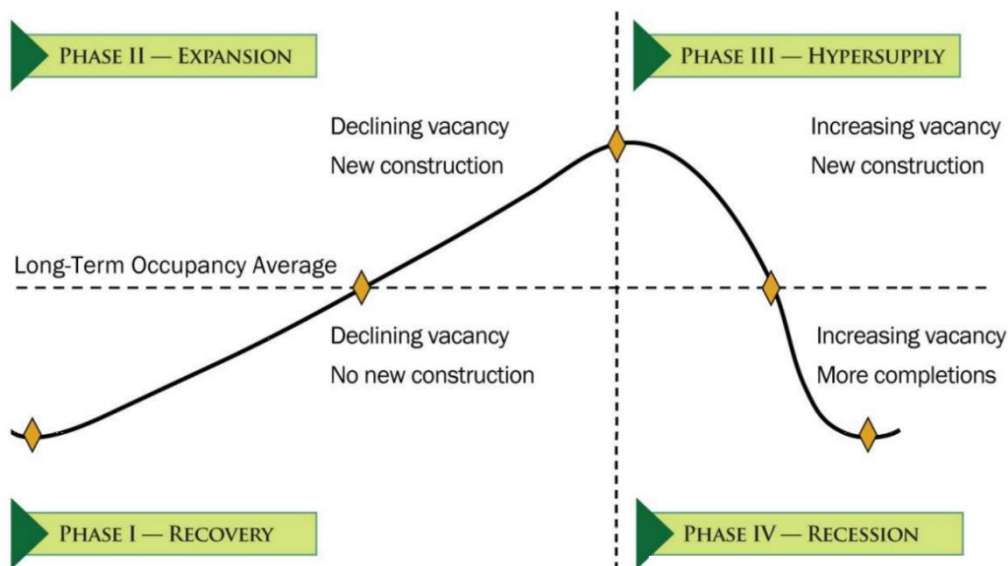 PHASE II — EXPANSION
PHASE III — HYPERSUPPLY
Declining vacancy
New construction
Increasing vacancy
New construction
Long-Term Occupancy Average
Declining vacancy
No new construction
Increasing vacancy
More completions
PHASE I — RECOVERY
PHASE IV — RECESSION